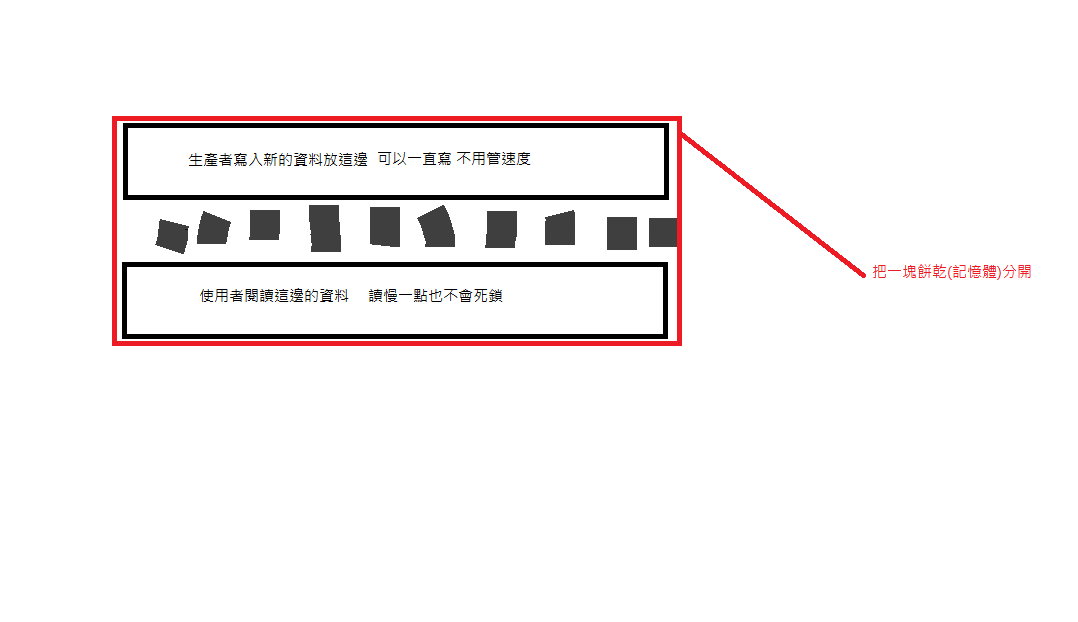 生產者寫入新的資料放這邊 可以一直寫 不用管速度
把一塊餅乾(記憶體)分開
使用者閱讀這邊的資料 讀慢一點也不會死鎖